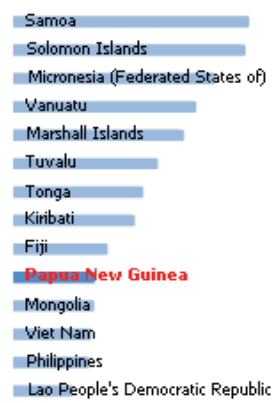 Samoa
Solomon Islands
Micronesia (Federated States of)
Vanuatu
Marshall Islands
Tuvalu
Tonga
Kiribati
Fiji
Papua New Guinea
Mongolia
Viet Nam
Philippines
Lao People's Democratic Republic